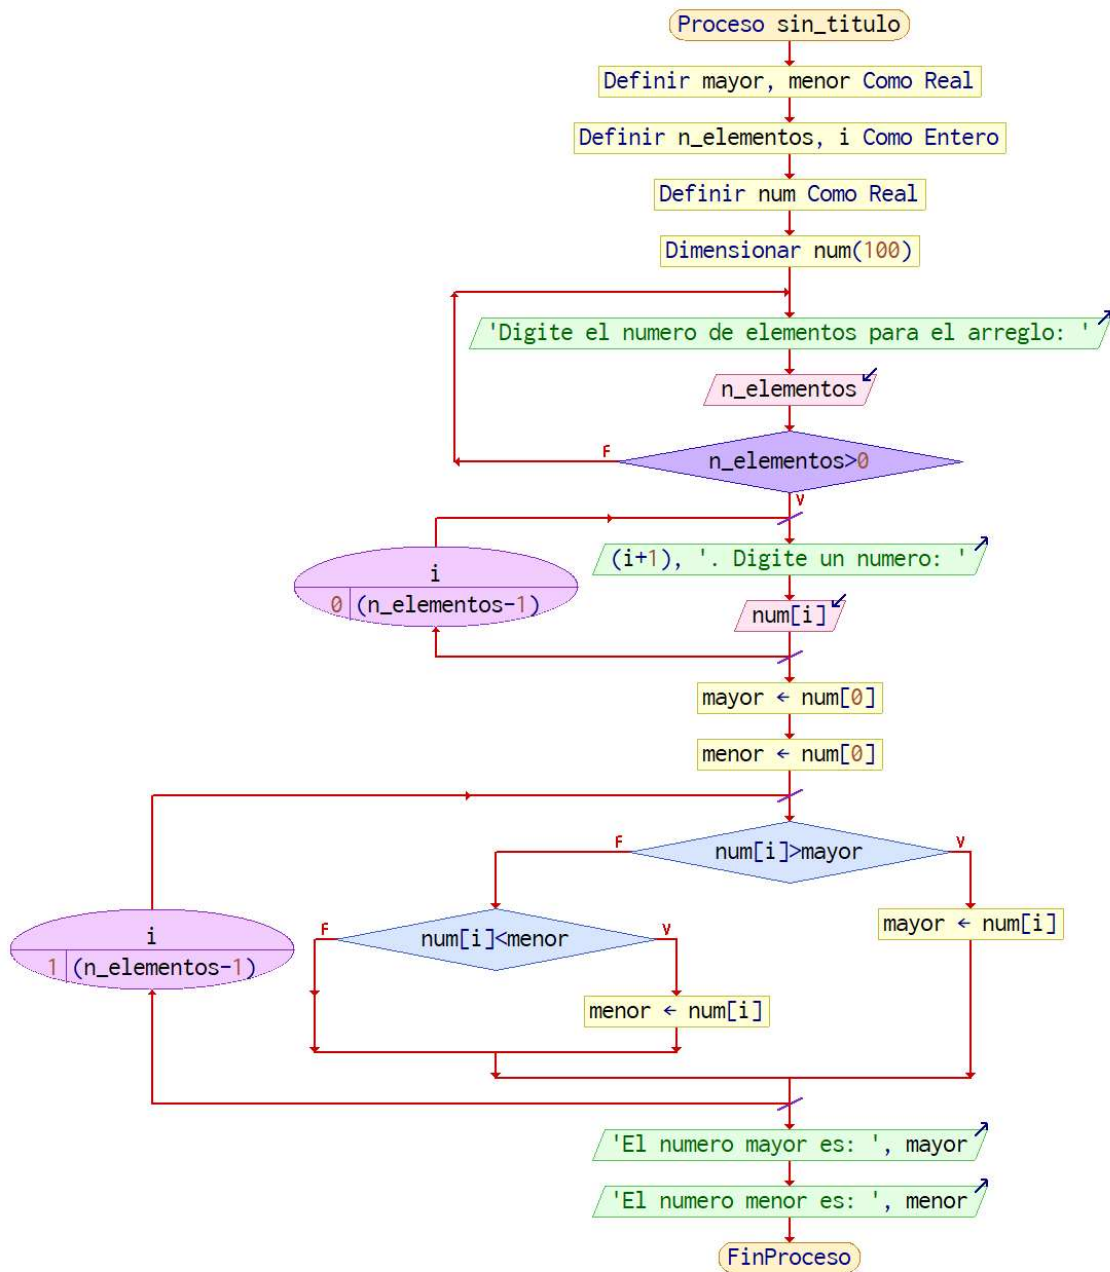 Proceso sin_titulo
Definir mayor, menor Como Real
Definir n_elementos, i Como Entero
Definir num Como Real
Dimensionar num(100)
'Digite el numero de elementos para el arreglo: '
n_elementos
n_elementos>0
F
V
i
0 (n_elementos-1)
(i+1), '. Digite un numero: '
num[i]
mayor ← num[0]
menor ← num[0]
i
1 (n_elementos-1)
num[i]>mayor
F
V
num[i]<menor
F
V
menor ← num[i]
mayor ← num[i]
'El numero mayor es: ', mayor
'El numero menor es: ', menor
FinProceso